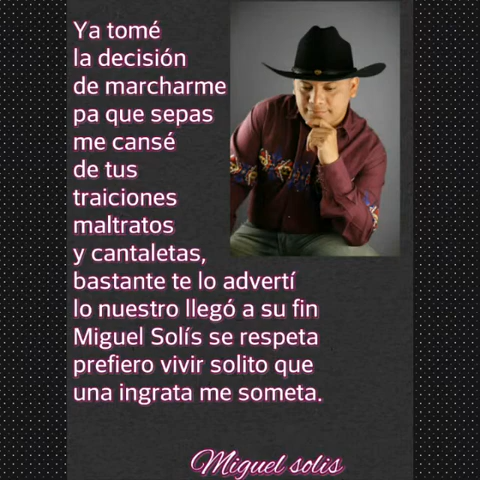 Ya tomé
la decisión
de marcharme
pa que sepas
me cansé
de tus
traiciones
maltratos
y cantaletas,
bastante te lo advertí
lo nuestro llegó a su fin
Miguel Solís se respeta
prefiero vivir solito que
una ingrata me someta.
Miguel solis